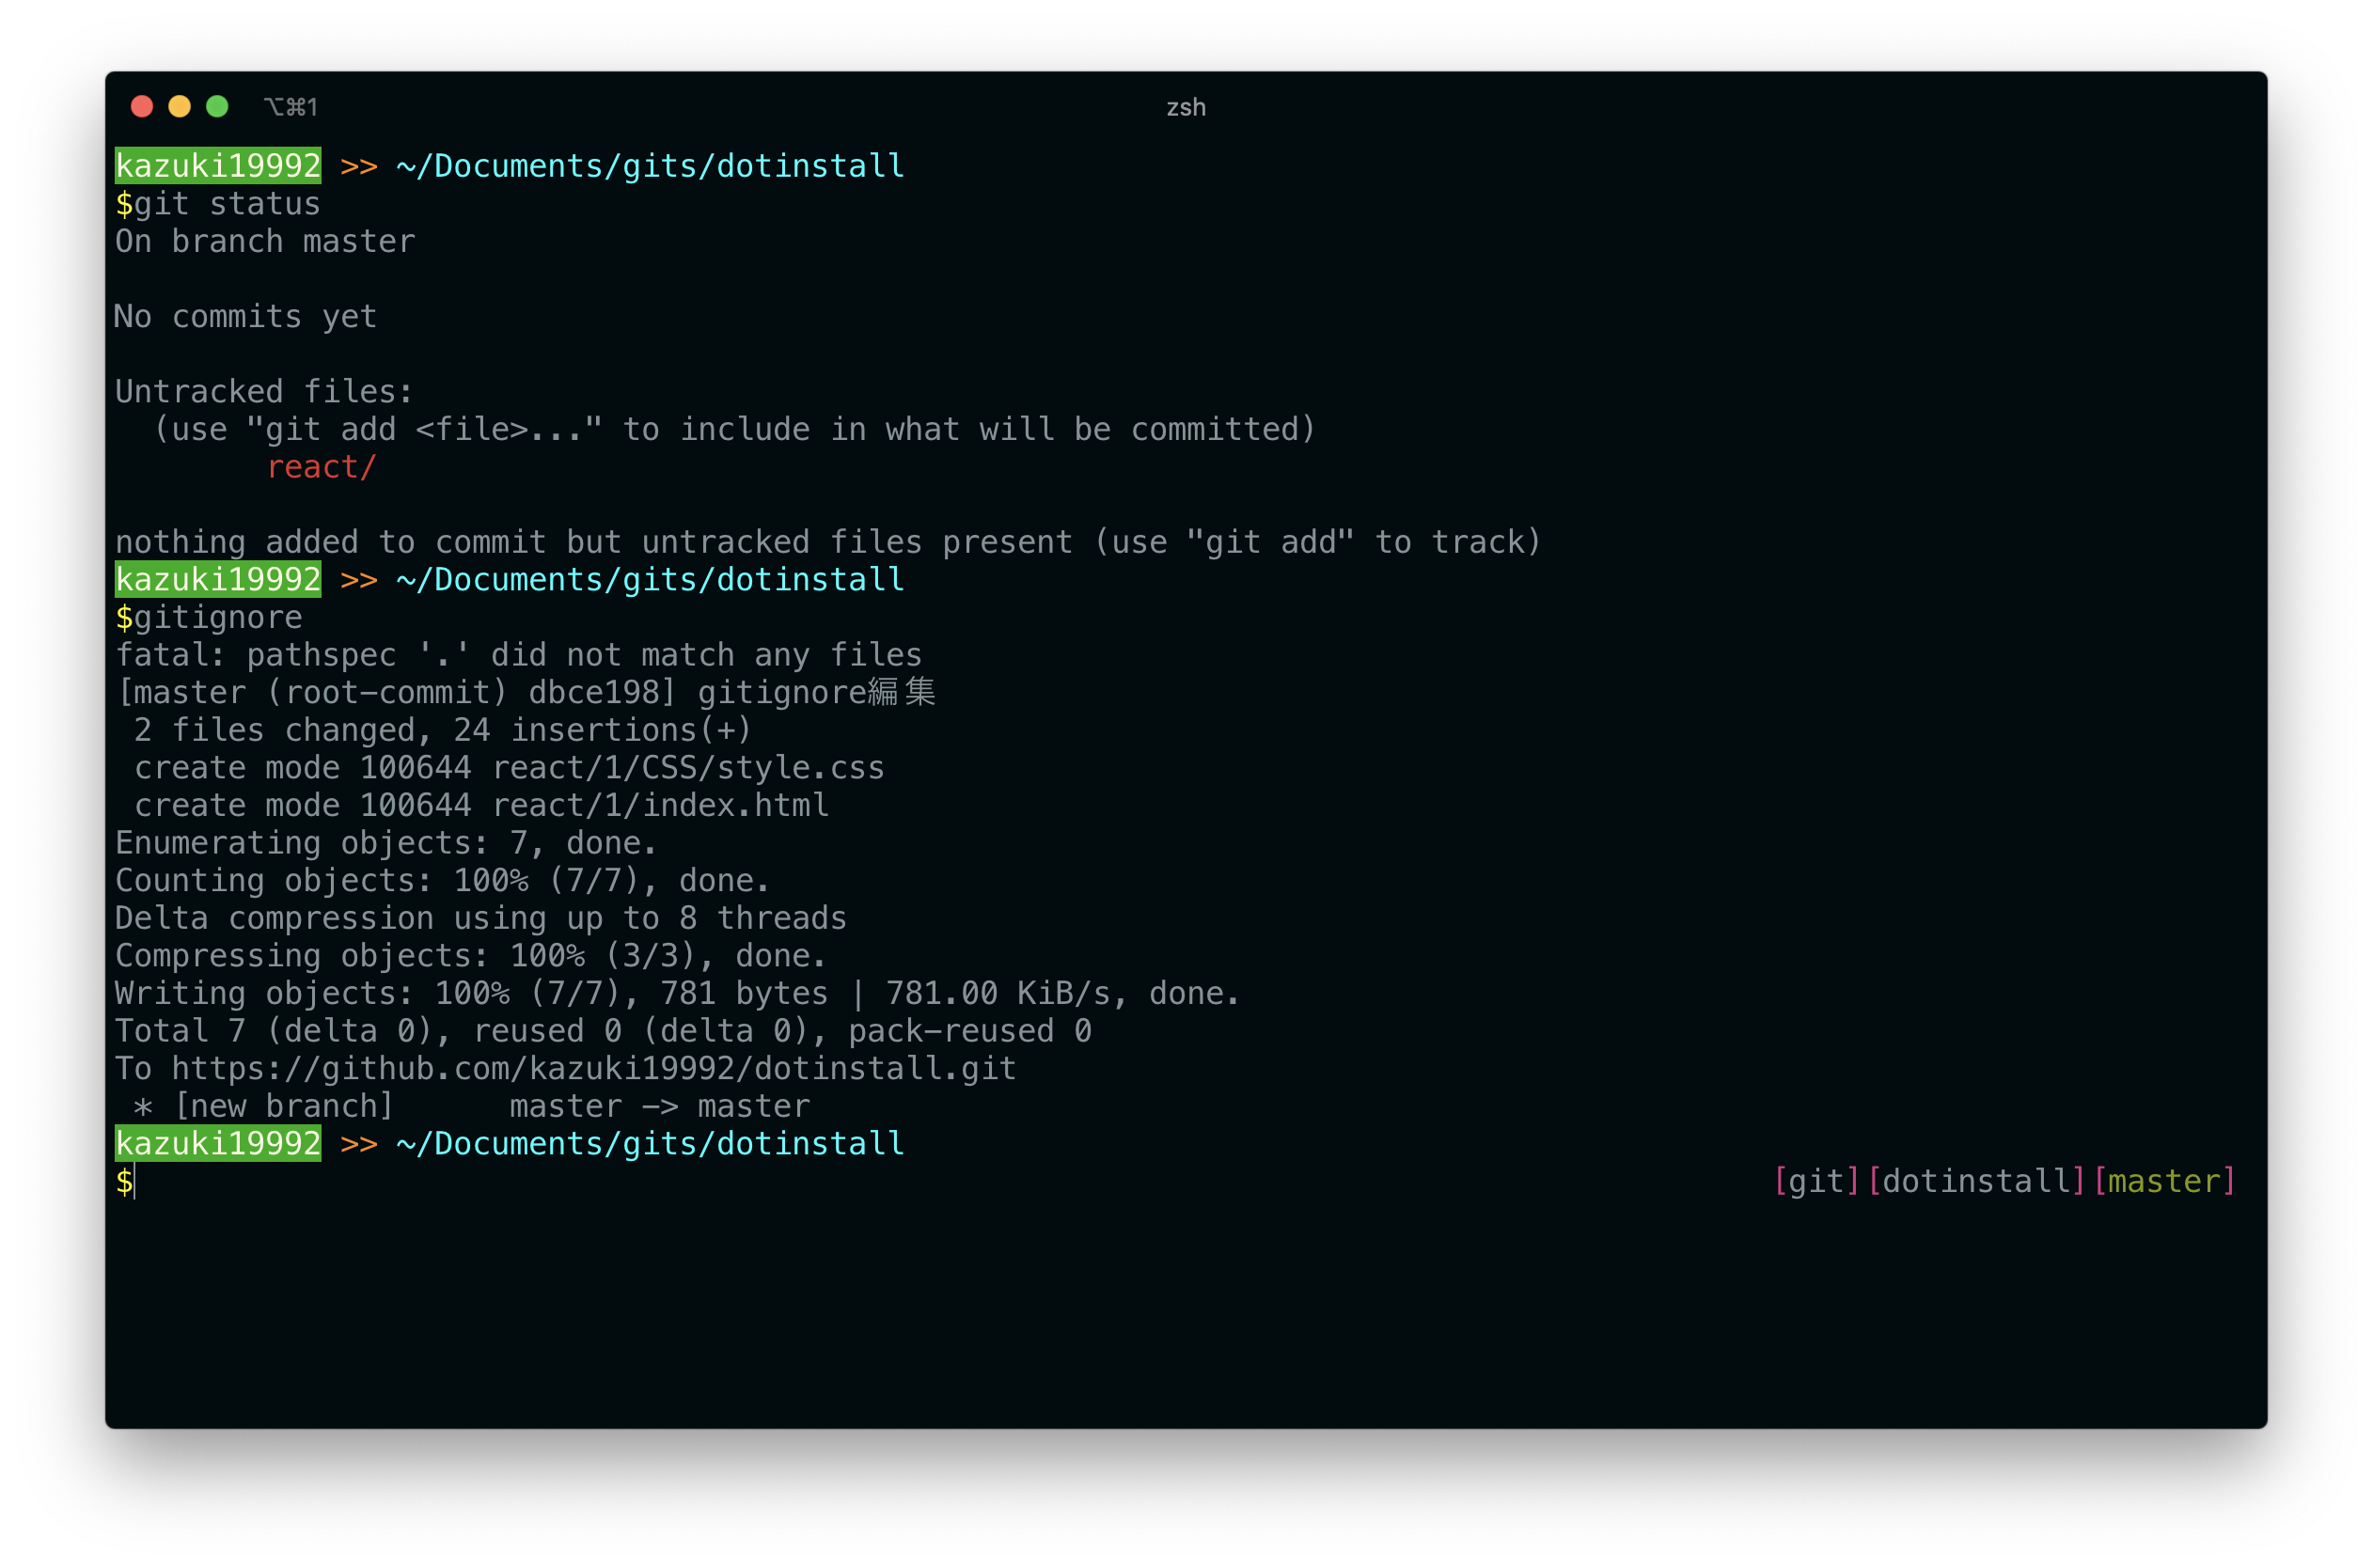 ⌥⌘1 zsh
kazuki19992 >> ~/Documents/gits/dotinstall
$git status
On branch master
No commits yet
Untracked files:
  (use "git add <file>..." to include in what will be committed)
        react/
nothing added to commit but untracked files present (use "git add" to track)
kazuki19992 >> ~/Documents/gits/dotinstall
$gitignore
fatal: pathspec '.' did not match any files
[master (root-commit) dbce198] gitignore編集
 2 files changed, 24 insertions(+)
 create mode 100644 react/1/CSS/style.css
 create mode 100644 react/1/index.html
Enumerating objects: 7, done.
Counting objects: 100% (7/7), done.
Delta compression using up to 8 threads
Compressing objects: 100% (3/3), done.
Writing objects: 100% (7/7), 781 bytes | 781.00 KiB/s, done.
Total 7 (delta 0), reused 0 (delta 0), pack-reused 0
To https://github.com/kazuki19992/dotinstall.git
 * [new branch]      master -> master
kazuki19992 >> ~/Documents/gits/dotinstall
$ [git][dotinstall][master]